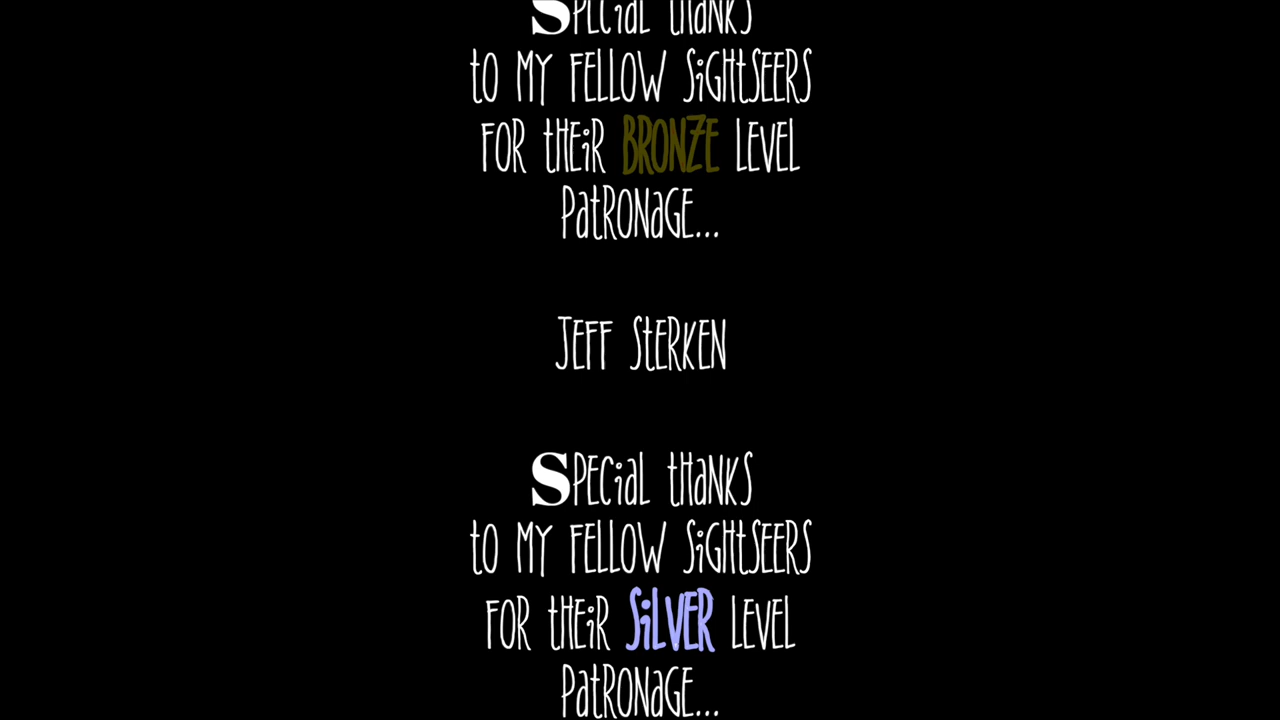 Special thanks
to my fellow sightseers
for their BRONZE level
patronage...
Jeff Sterken
Special thanks
to my fellow sightseers
for their SILVER level
patronage...